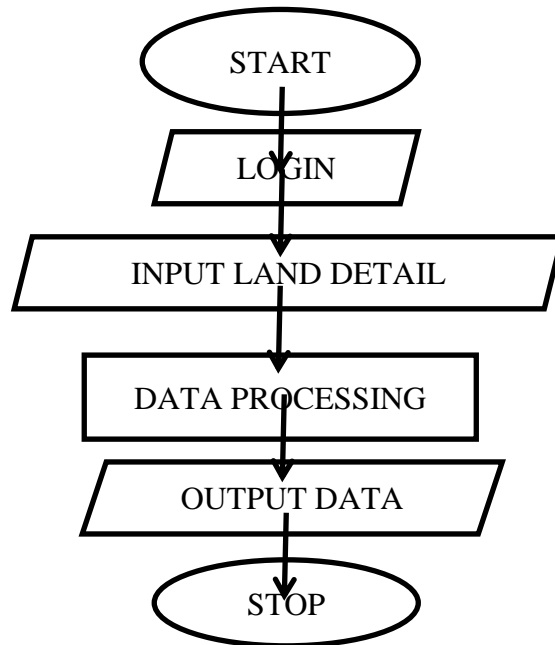 START
LOGIN
INPUT LAND DETAIL
DATA PROCESSING
OUTPUT DATA
STOP